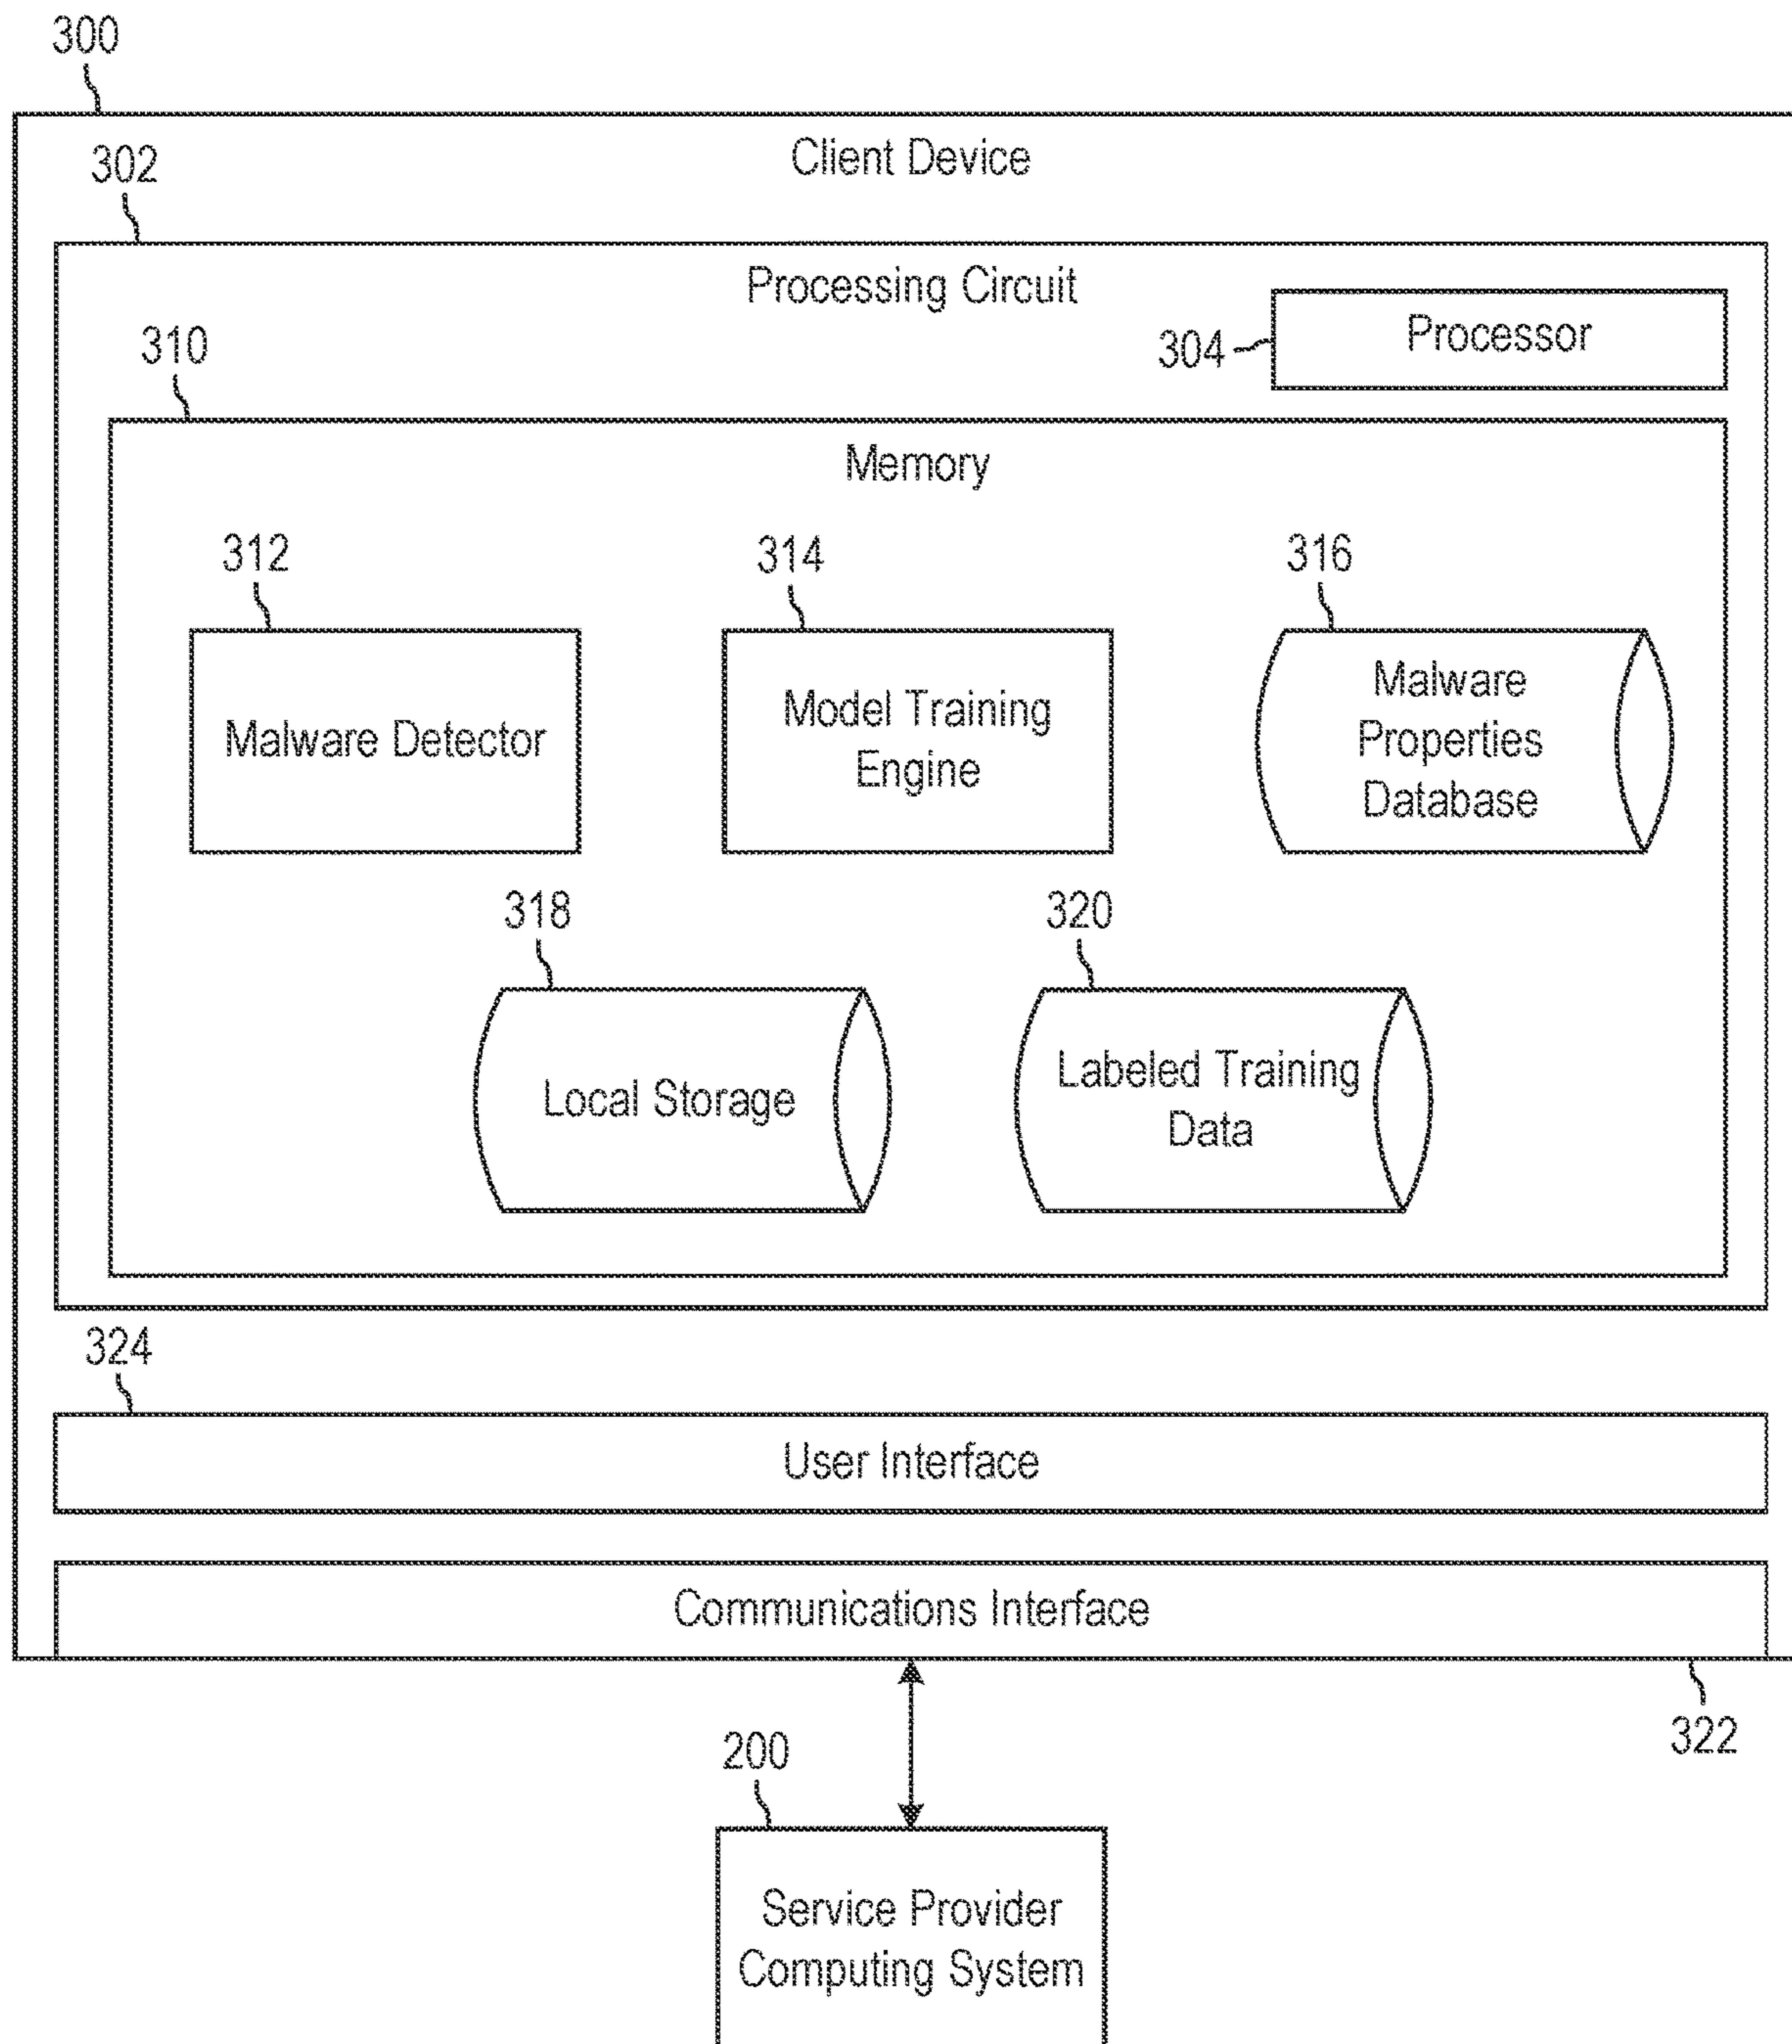 300
Client Device
302
Processing Circuit
Processor
304
310
Memory
312
314
316
Malware Detector
Model Training
Engine
Malware
Properties
Database
318
320
Local Storage
Labeled Training
Data
324
User Interface
Communications Interface
322
200
Service Provider
Computing System